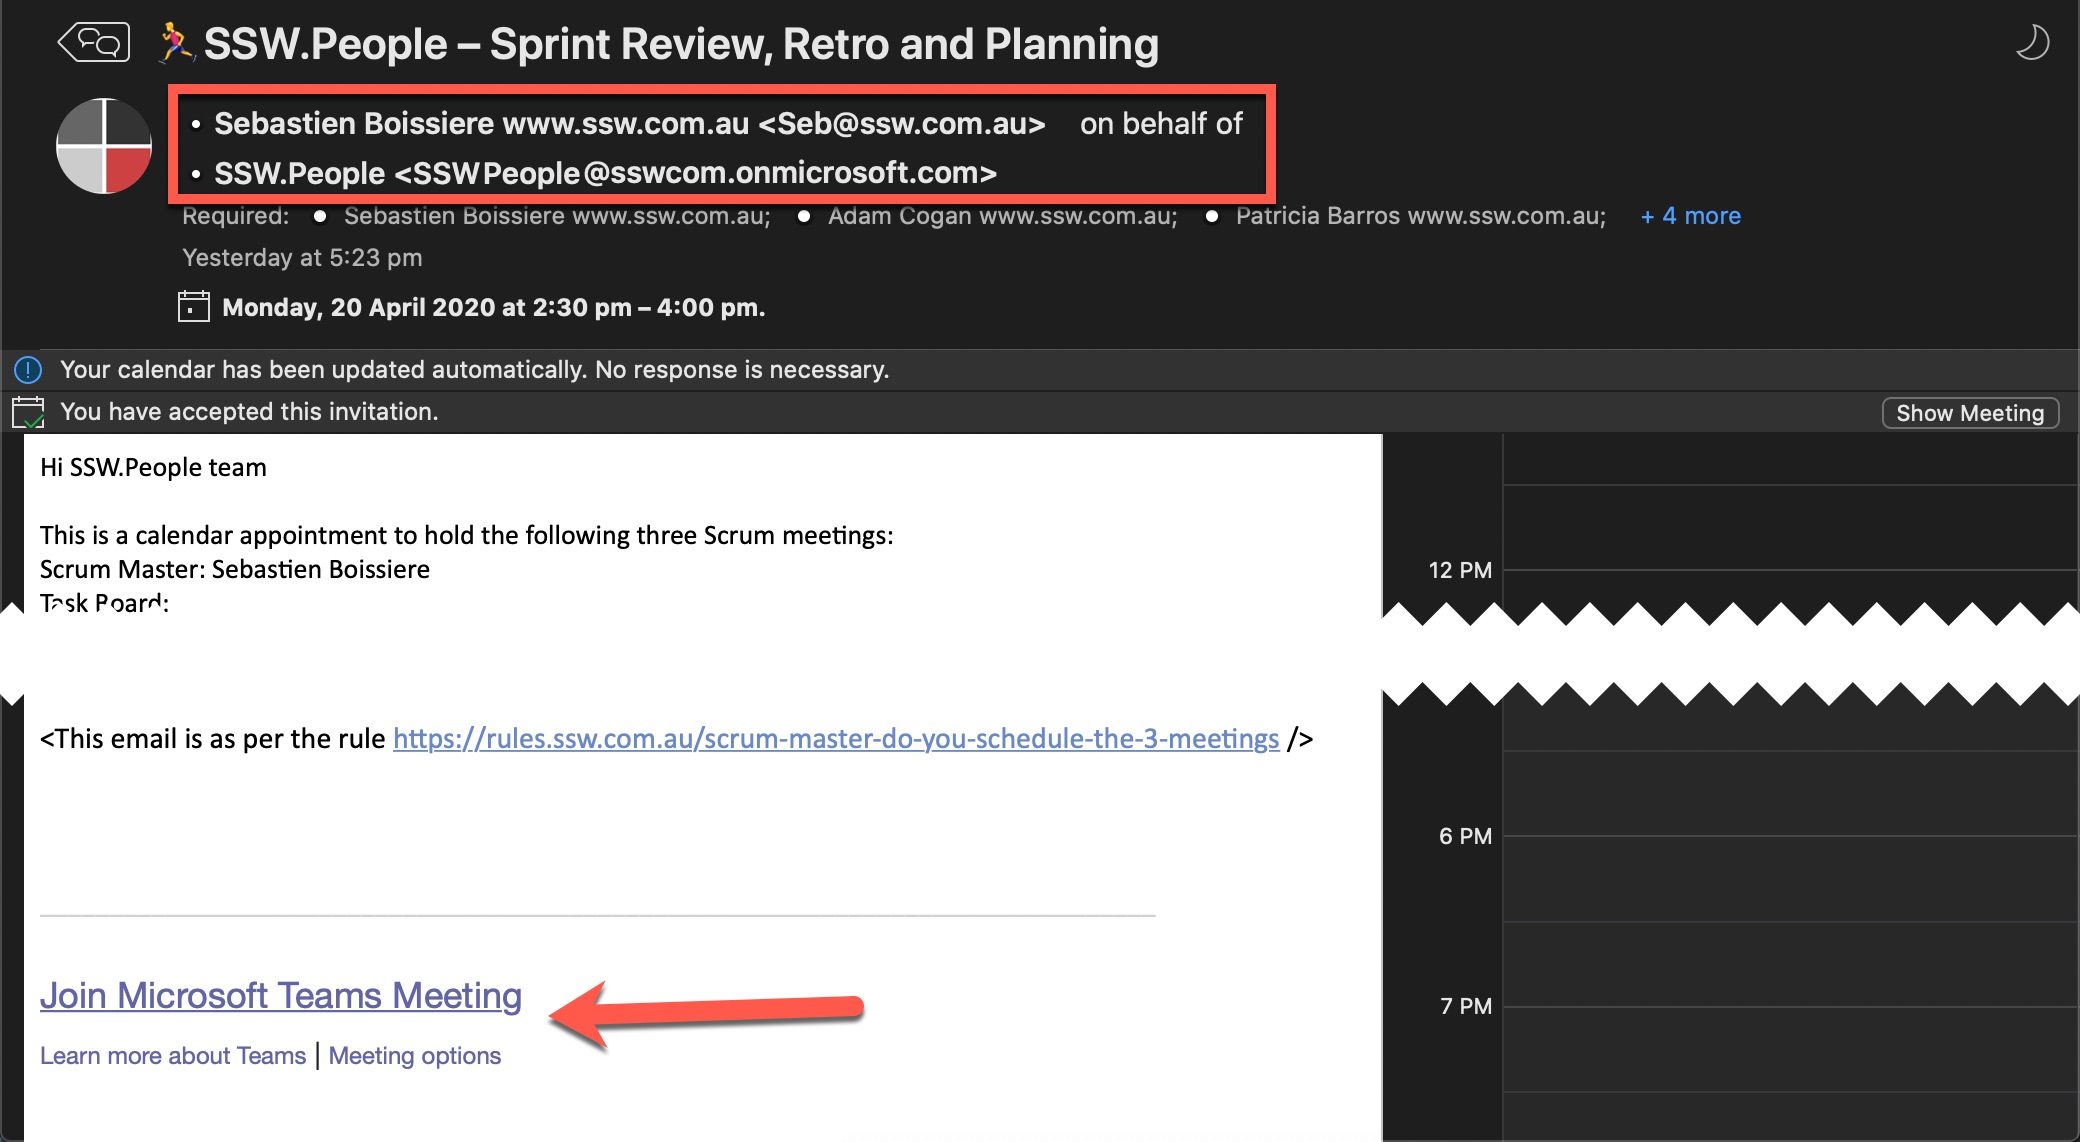 🏃SSW.People – Sprint Review, Retro and Planning
• Sebastien Boissiere www.ssw.com.au <Seb@ssw.com.au> on behalf of
• SSW.People <SSWPeople@sswcom.onmicrosoft.com>
Required: • Sebastien Boissiere www.ssw.com.au; • Adam Cogan www.ssw.com.au; • Patricia Barros www.ssw.com.au; + 4 more
Yesterday at 5:23 pm
Monday, 20 April 2020 at 2:30 pm – 4:00 pm.
Your calendar has been updated automatically. No response is necessary.
You have accepted this invitation.
Show Meeting
Hi SSW.People team
This is a calendar appointment to hold the following three Scrum meetings:
Scrum Master: Sebastien Boissiere
Task Board:
<This email is as per the rule https://rules.ssw.com.au/scrum-master-do-you-schedule-the-3-meetings />
Join Microsoft Teams Meeting
Learn more about Teams | Meeting options
12 PM
6 PM
7 PM